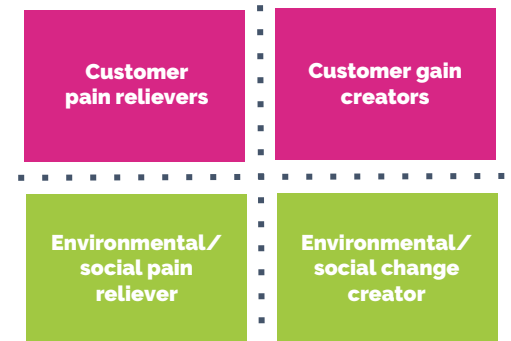 Customer
pain relievers
Customer gain
creators
Environmental/
social pain
reliever
Environmental/
social change
creator